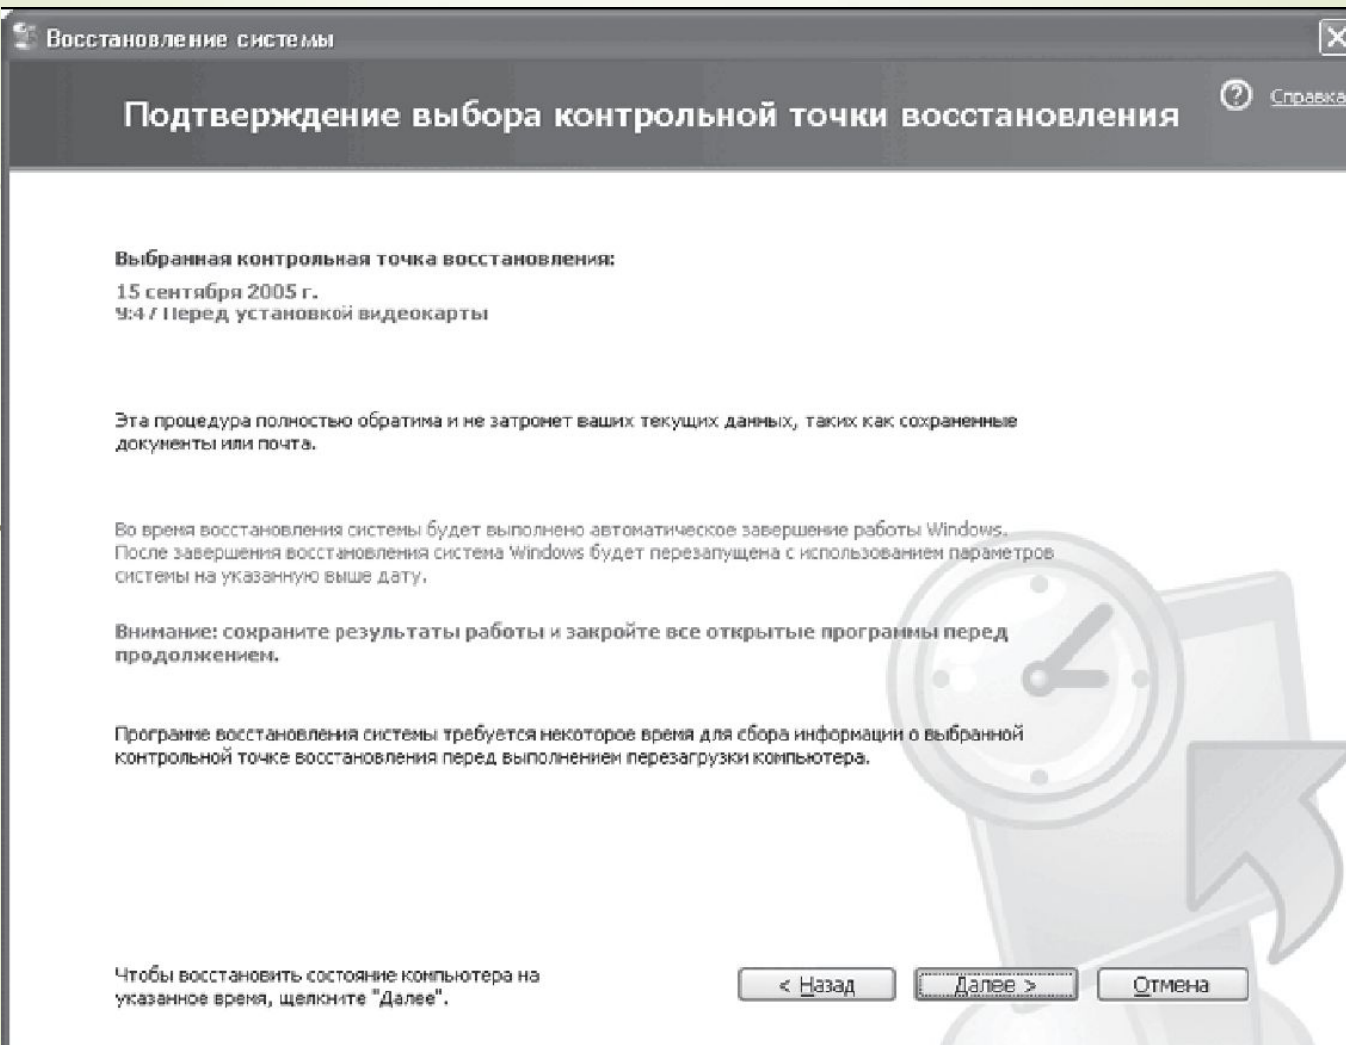 Восстановление системы
Подтверждение выбора контрольной точки восстановления
Справка
Выбранная контрольная точка восстановления:
15 сентября 2005 г.
9:47 Перед установкой видеокарты
Эта процедура полностью обратима и не затронет ваших текущих данных, таких как сохраненные
документы или почта.
Во время восстановления системы будет выполнено автоматическое завершение работы Windows.
После завершения восстановления система Windows будет перезапущена с использованием параметров
системы на указанную выше дату.
Внимание: сохраните результаты работы и закройте все открытые программы перед
продолжением.
Программе восстановления системы требуется некоторое время для сбора информации о выбранной
контрольной точке восстановления перед выполнением перезагрузки компьютера.
Чтобы восстановить состояние компьютера на
указанное время, щелкните "Далее".
< Назад
Далее >
Отмена